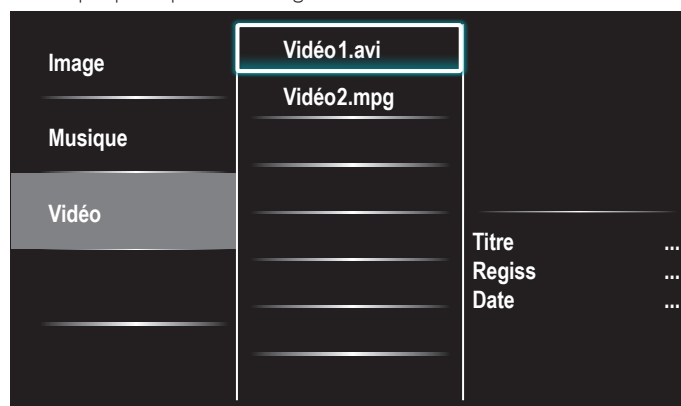 Image
Musique
Vidéo
Vidéo1.avi
Vidéo2.mpg
Titre ...
Regiss ...
Date ...